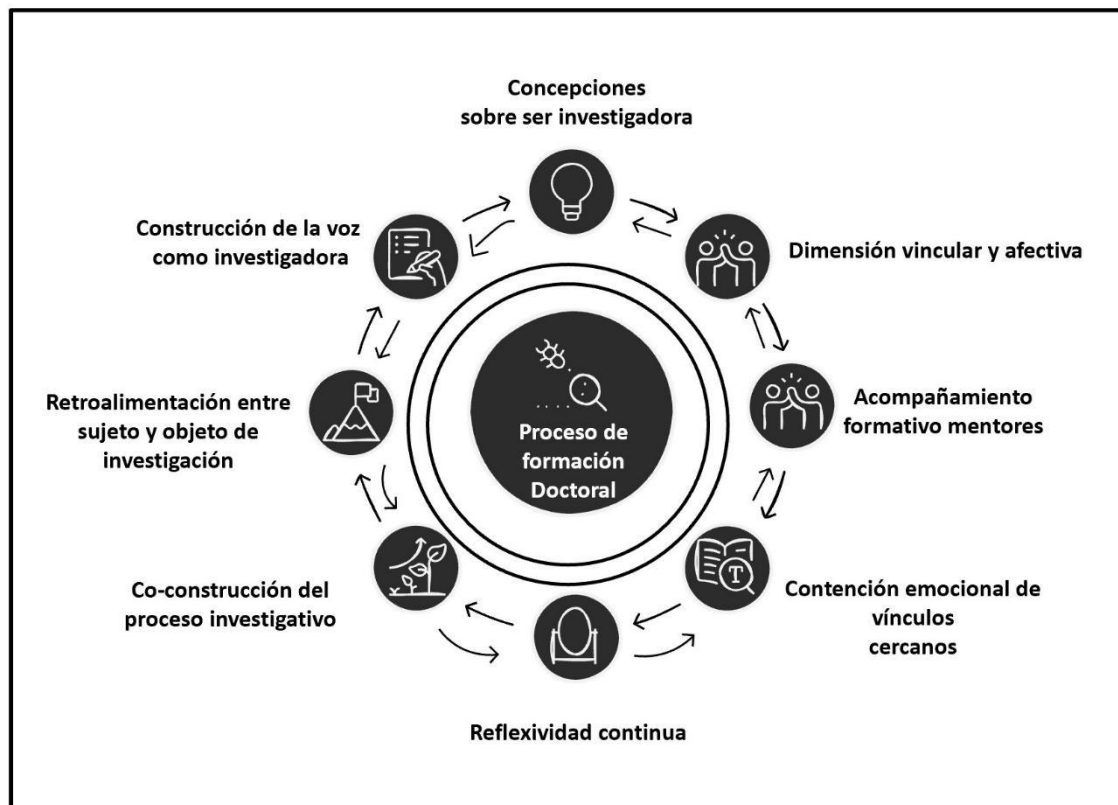 Concepciones
sobre ser investigadora
Dimensión vincular y afectiva
Acompañamiento
formativo mentores
Contención emocional de
vínculos
cercanos
Reflexividad continua
Co-construcción del
proceso investigativo
Retroalimentación entre
sujeto y objeto de
investigación
Construcción de la voz
como investigadora
Proceso de
formación
Doctoral
T